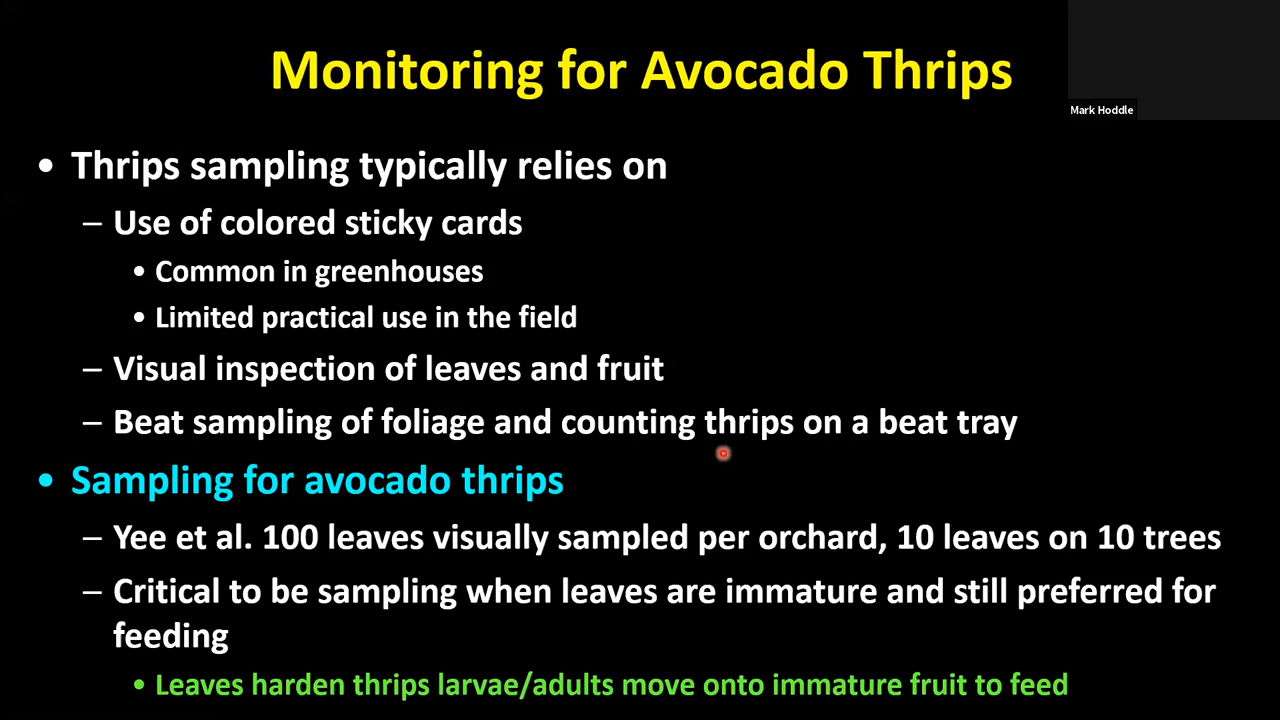 Monitoring for Avocado Thrips
Mark Hoddle
• Thrips sampling typically relies on
– Use of colored sticky cards
• Common in greenhouses
• Limited practical use in the field
– Visual inspection of leaves and fruit
– Beat sampling of foliage and counting thrips on a beat tray
• Sampling for avocado thrips
– Yee et al. 100 leaves visually sampled per orchard, 10 leaves on 10 trees
– Critical to be sampling when leaves are immature and still preferred for
feeding
• Leaves harden thrips larvae/adults move onto immature fruit to feed